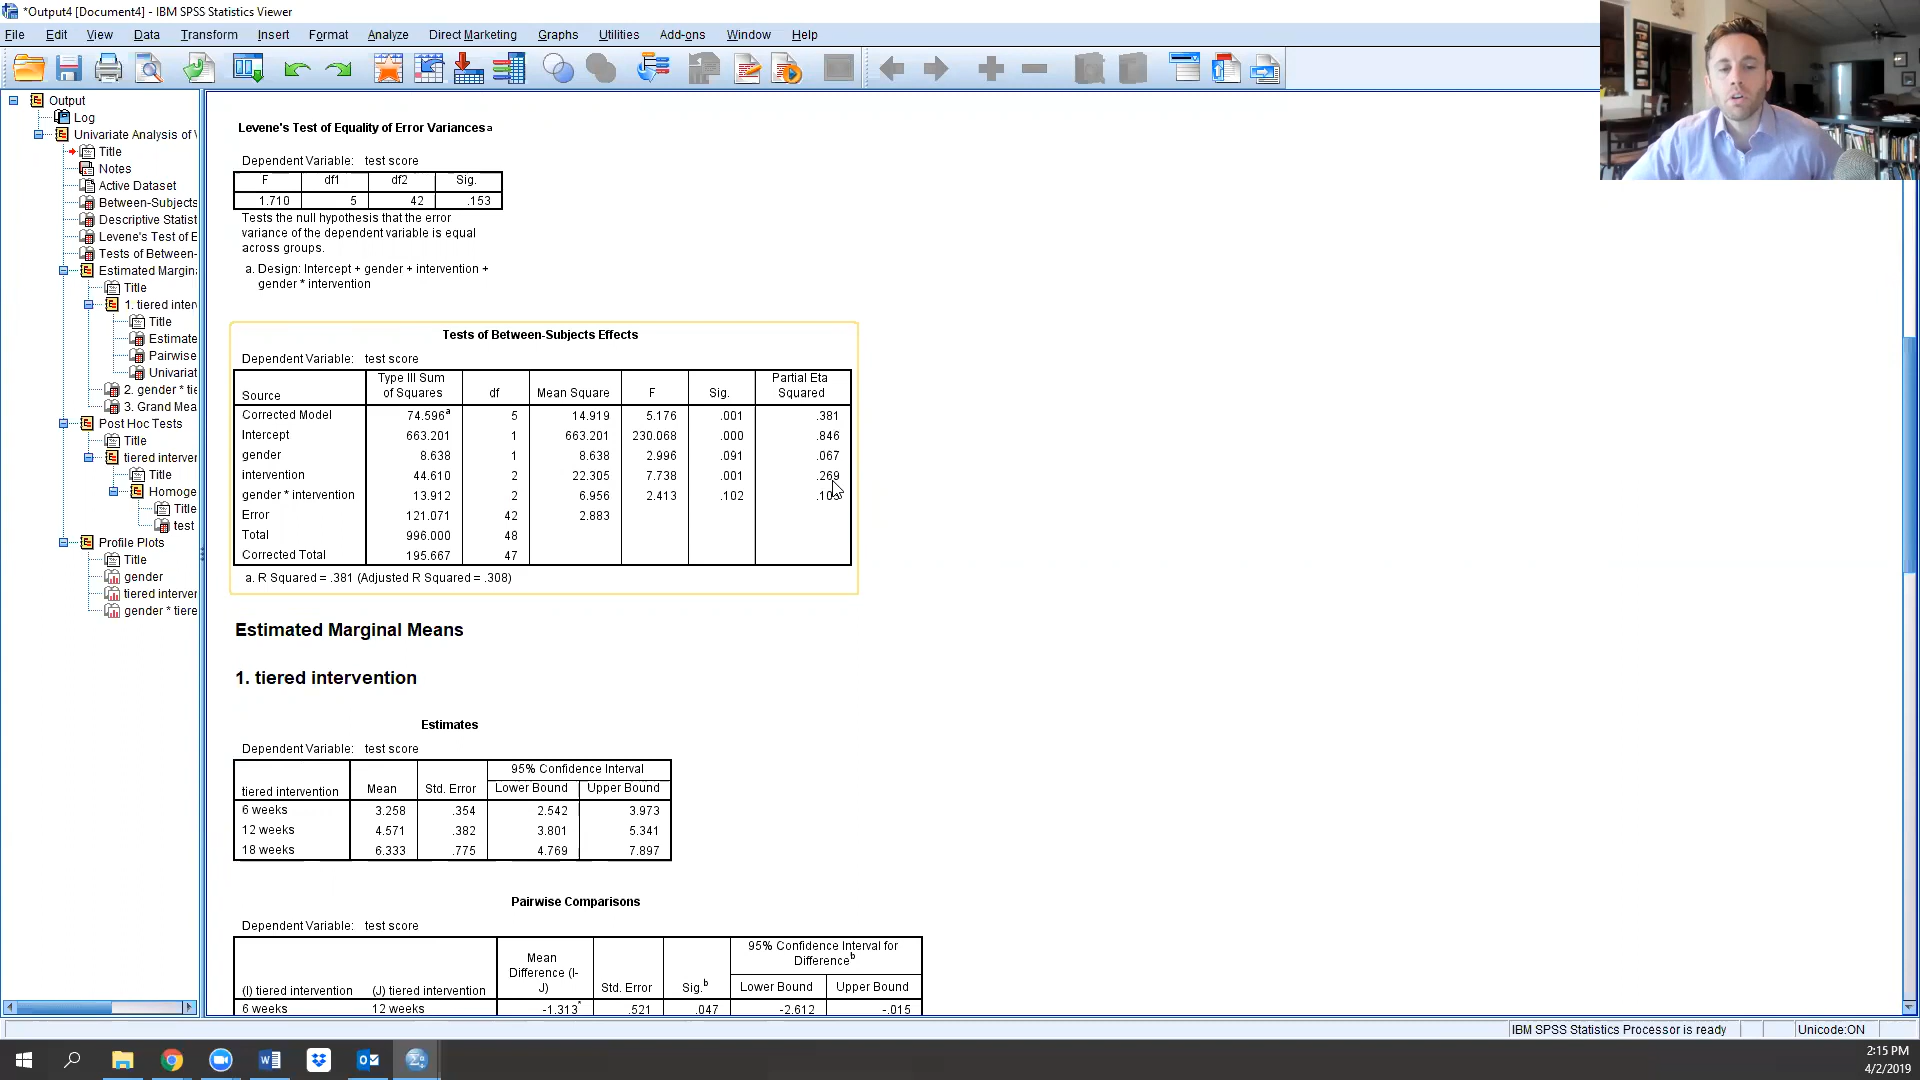 *Output4 [Document4] - IBM SPSS Statistics Viewer
File Edit View Data Transform Insert Format Analyze Direct Marketing Graphs Utilities Add-ons Window Help
Output
Log
Univariate Analysis of
Title
Notes
Active Dataset
Between-Subjects
Descriptive Statist
Levene's Test of E
Tests of Between-
Estimated Margin
Title
1. tiered inter
Title
Estimate
Pairwise
Univariat
2. gender * tie
3. Grand Mea
Post Hoc Tests
Title
tiered interver
Title
Homoge
Title
test
Profile Plots
Title
gender
tiered interver
gender * tiere
Levene's Test of Equality of Error Variancesa
Dependent Variable: test score
F df1 df2 Sig.
1.710 5 42 .153
Tests the null hypothesis that the error
variance of the dependent variable is equal
across groups.
a. Design: Intercept + gender + intervention +
gender * intervention
Tests of Between-Subjects Effects
Dependent Variable: test score
Source Type III Sum of Squares df Mean Square F Sig. Partial Eta Squared
Corrected Model 74.596a 5 14.919 5.176 .001 .381
Intercept 663.201 1 663.201 230.068 .000 .846
gender 8.638 1 8.638 2.996 .091 .067
intervention 44.610 2 22.305 7.738 .001 .269
gender * intervention 13.912 2 6.956 2.413 .102
Error 121.071 42 2.883
Total 996.000 48
Corrected Total 195.667 47
a. R Squared = .381 (Adjusted R Squared = .308)
Estimated Marginal Means
1. tiered intervention
Estimates
Dependent Variable: test score
95% Confidence Interval
tiered intervention Mean Std. Error Lower Bound Upper Bound
6 weeks 3.258 .354 2.542 3.973
12 weeks 4.571 .382 3.801 5.341
18 weeks 6.333 .775 4.769 7.897
Pairwise Comparisons
Dependent Variable: test score
95% Confidence Interval for Differenceb
(I) tiered intervention (J) tiered intervention Mean Difference (I-J) Std. Error Sig.b Lower Bound Upper Bound
6 weeks 12 weeks -1.313* .521 .047 -2.612 -.015
IBM SPSS Statistics Processor is ready Unicode:ON
2:15 PM
4/2/2019